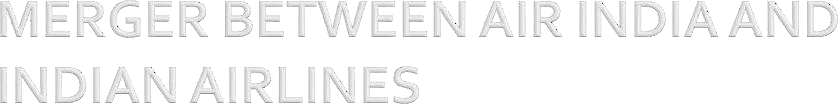 MERGER BETWEEN AIR INDIA AND
INDIAN AIRLINES